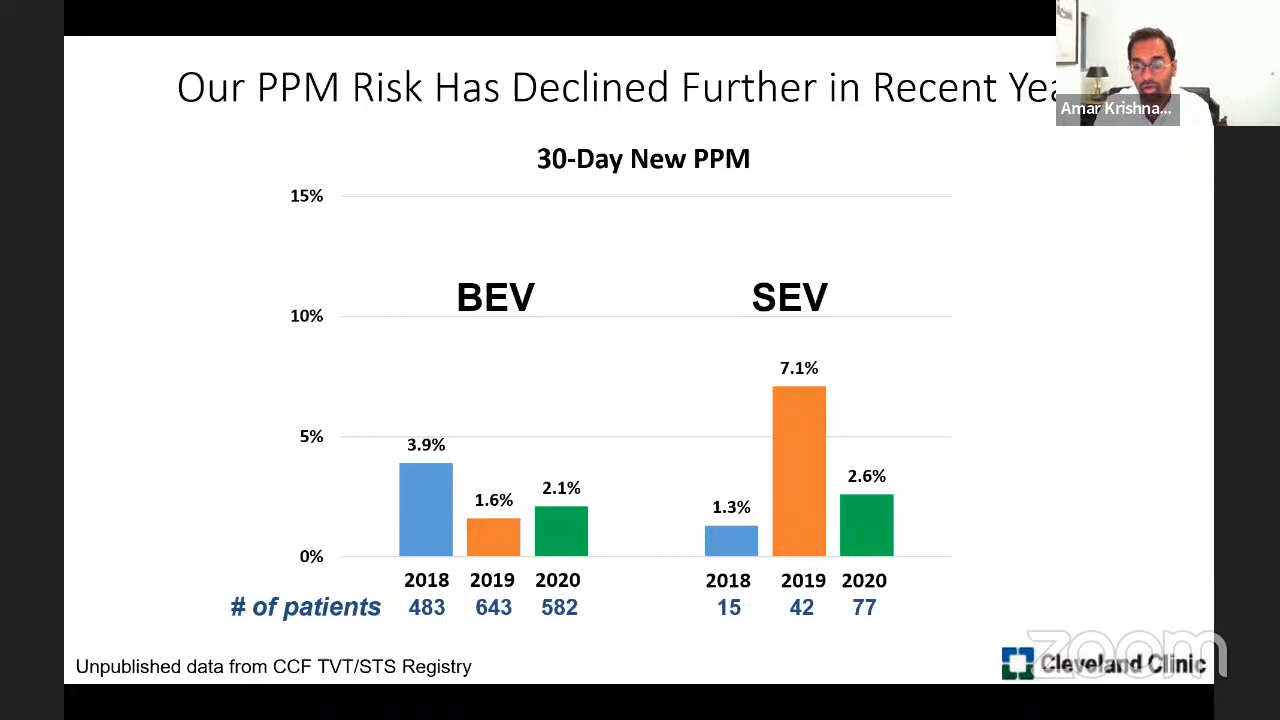 Our PPM Risk Has Declined Further in Recent Yea
Amar Krishna...
30-Day New PPM
15%
10%
5%
0%
BEV
SEV
3.9%
1.6%
2.1%
1.3%
7.1%
2.6%
2018 2019 2020 2018 2019 2020
# of patients 483 643 582 15 42 77
Unpublished data from CCF TVT/STS Registry
zoom
Cleveland Clinic